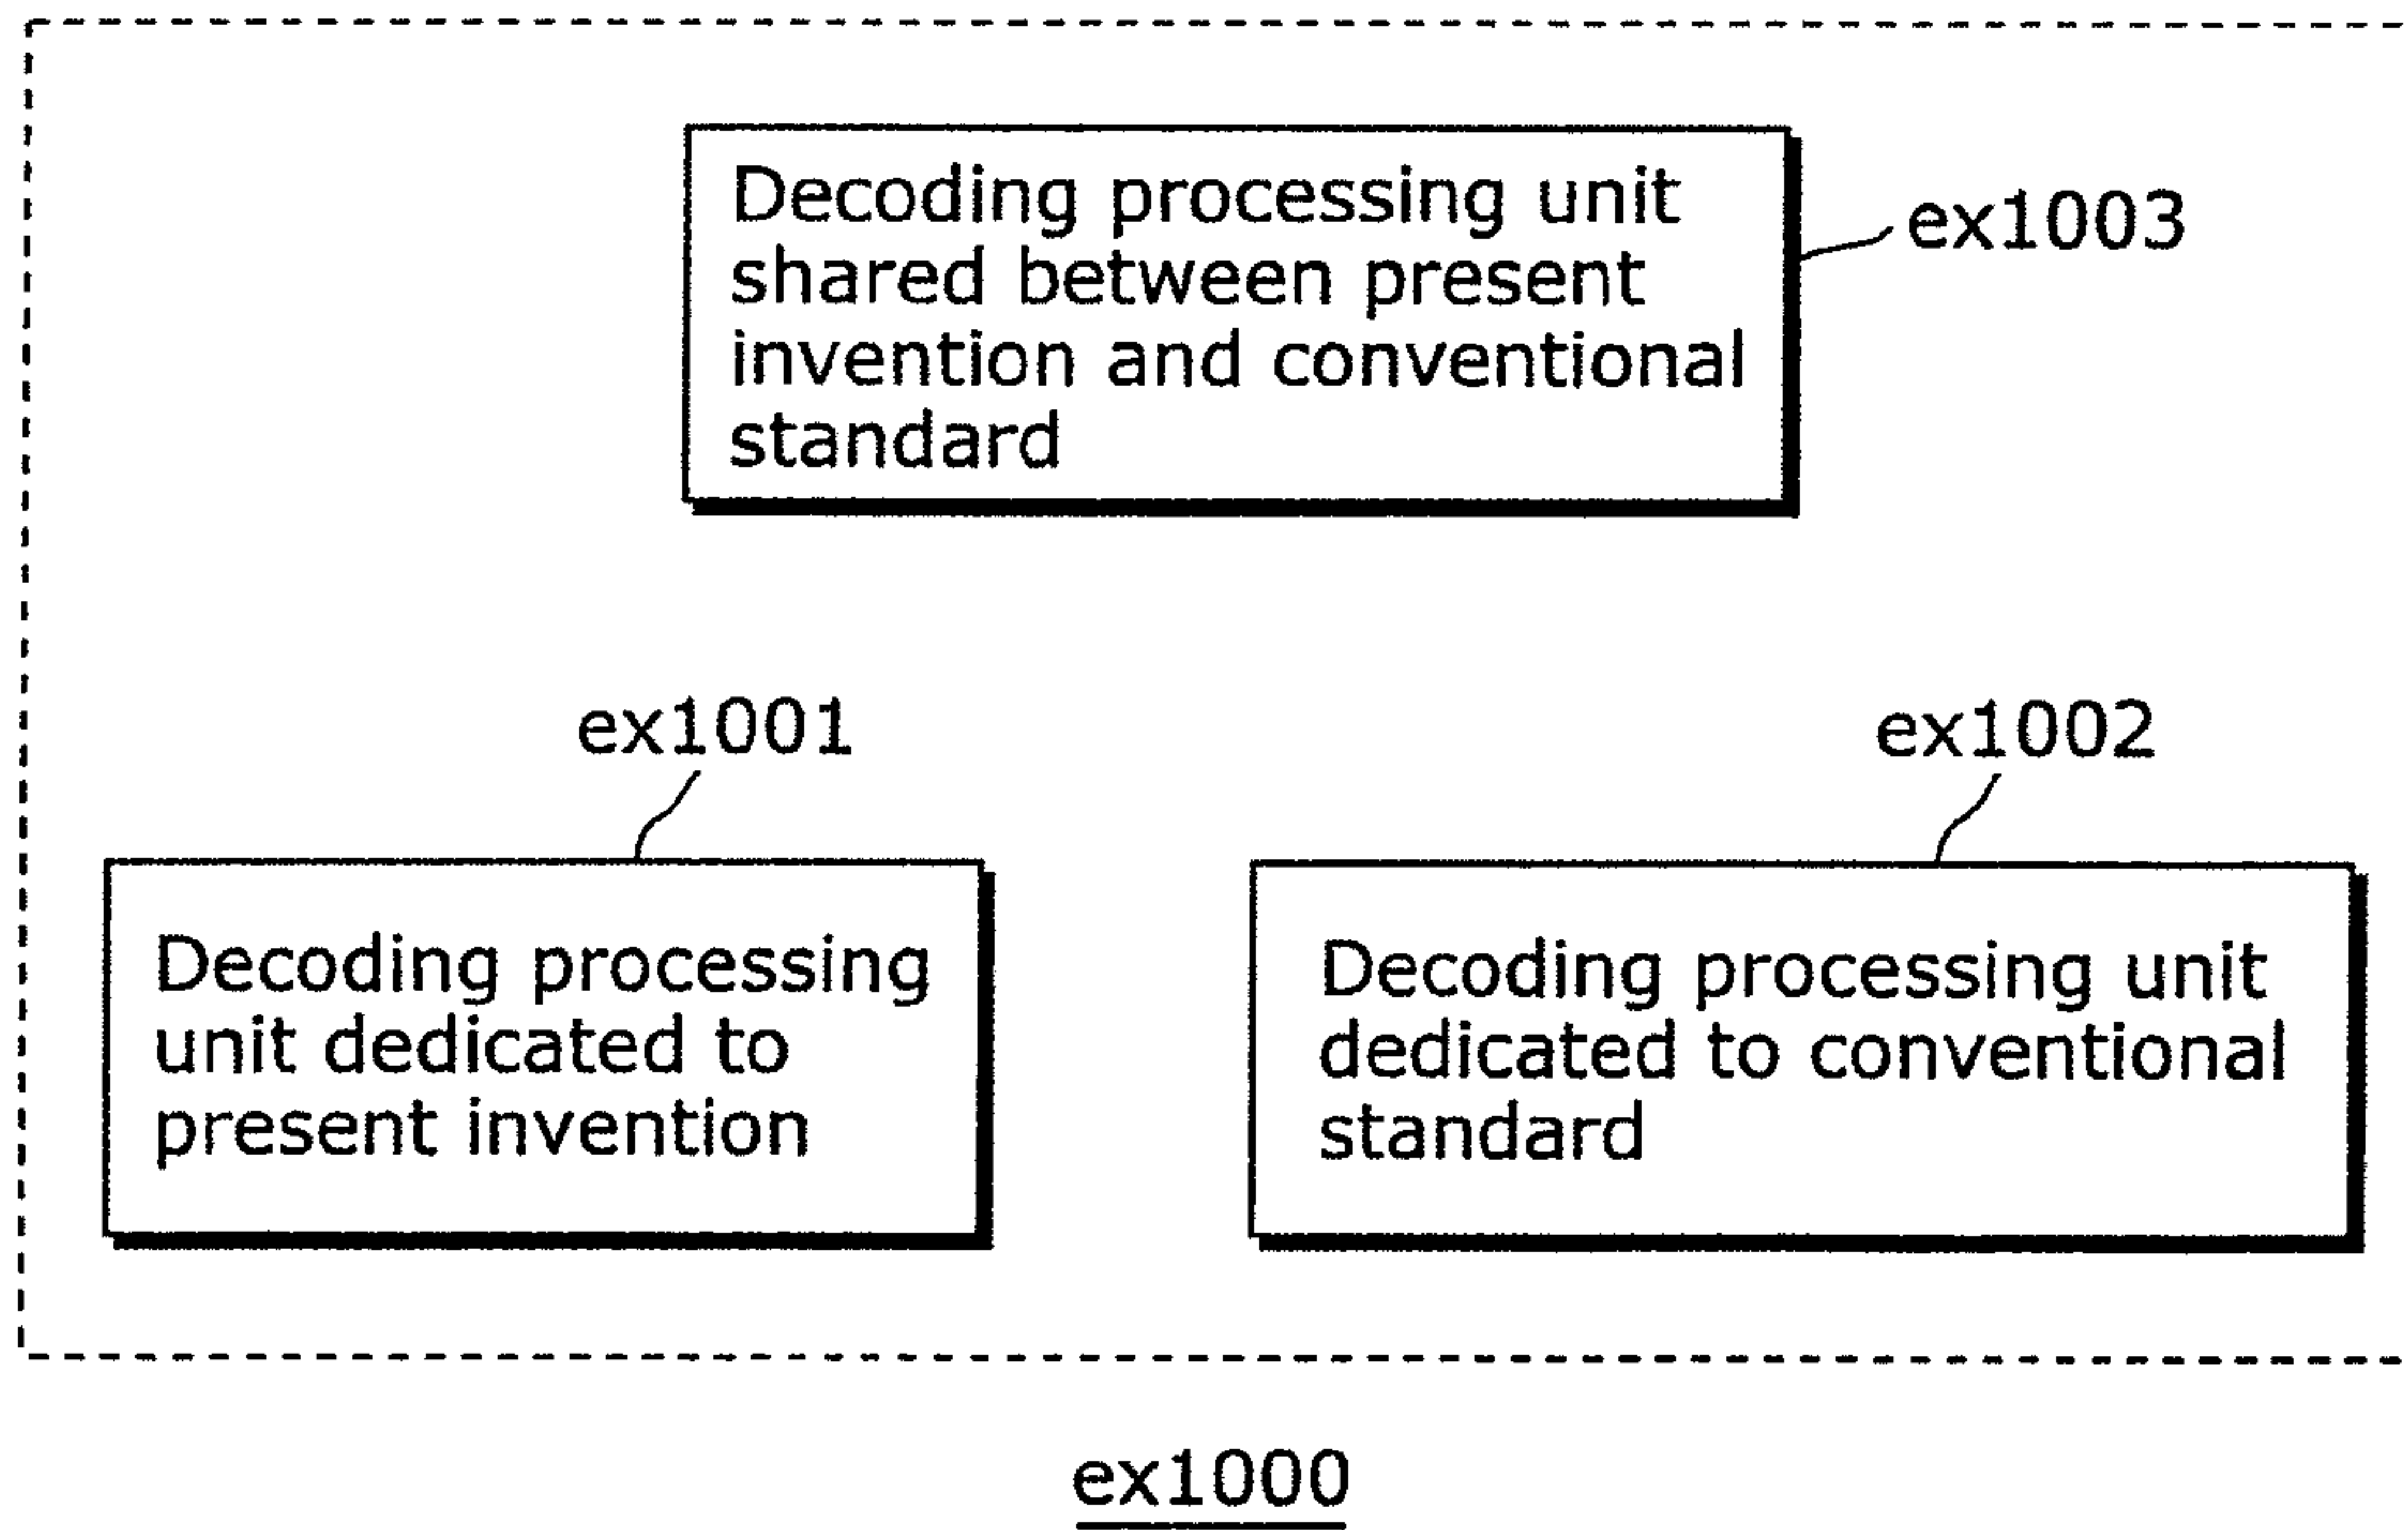 Decoding processing unit
shared between present
invention and conventional
standard
ex1003
ex1001
ex1002
Decoding processing
unit dedicated to
present invention
Decoding processing unit
dedicated to conventional
standard
ex1000